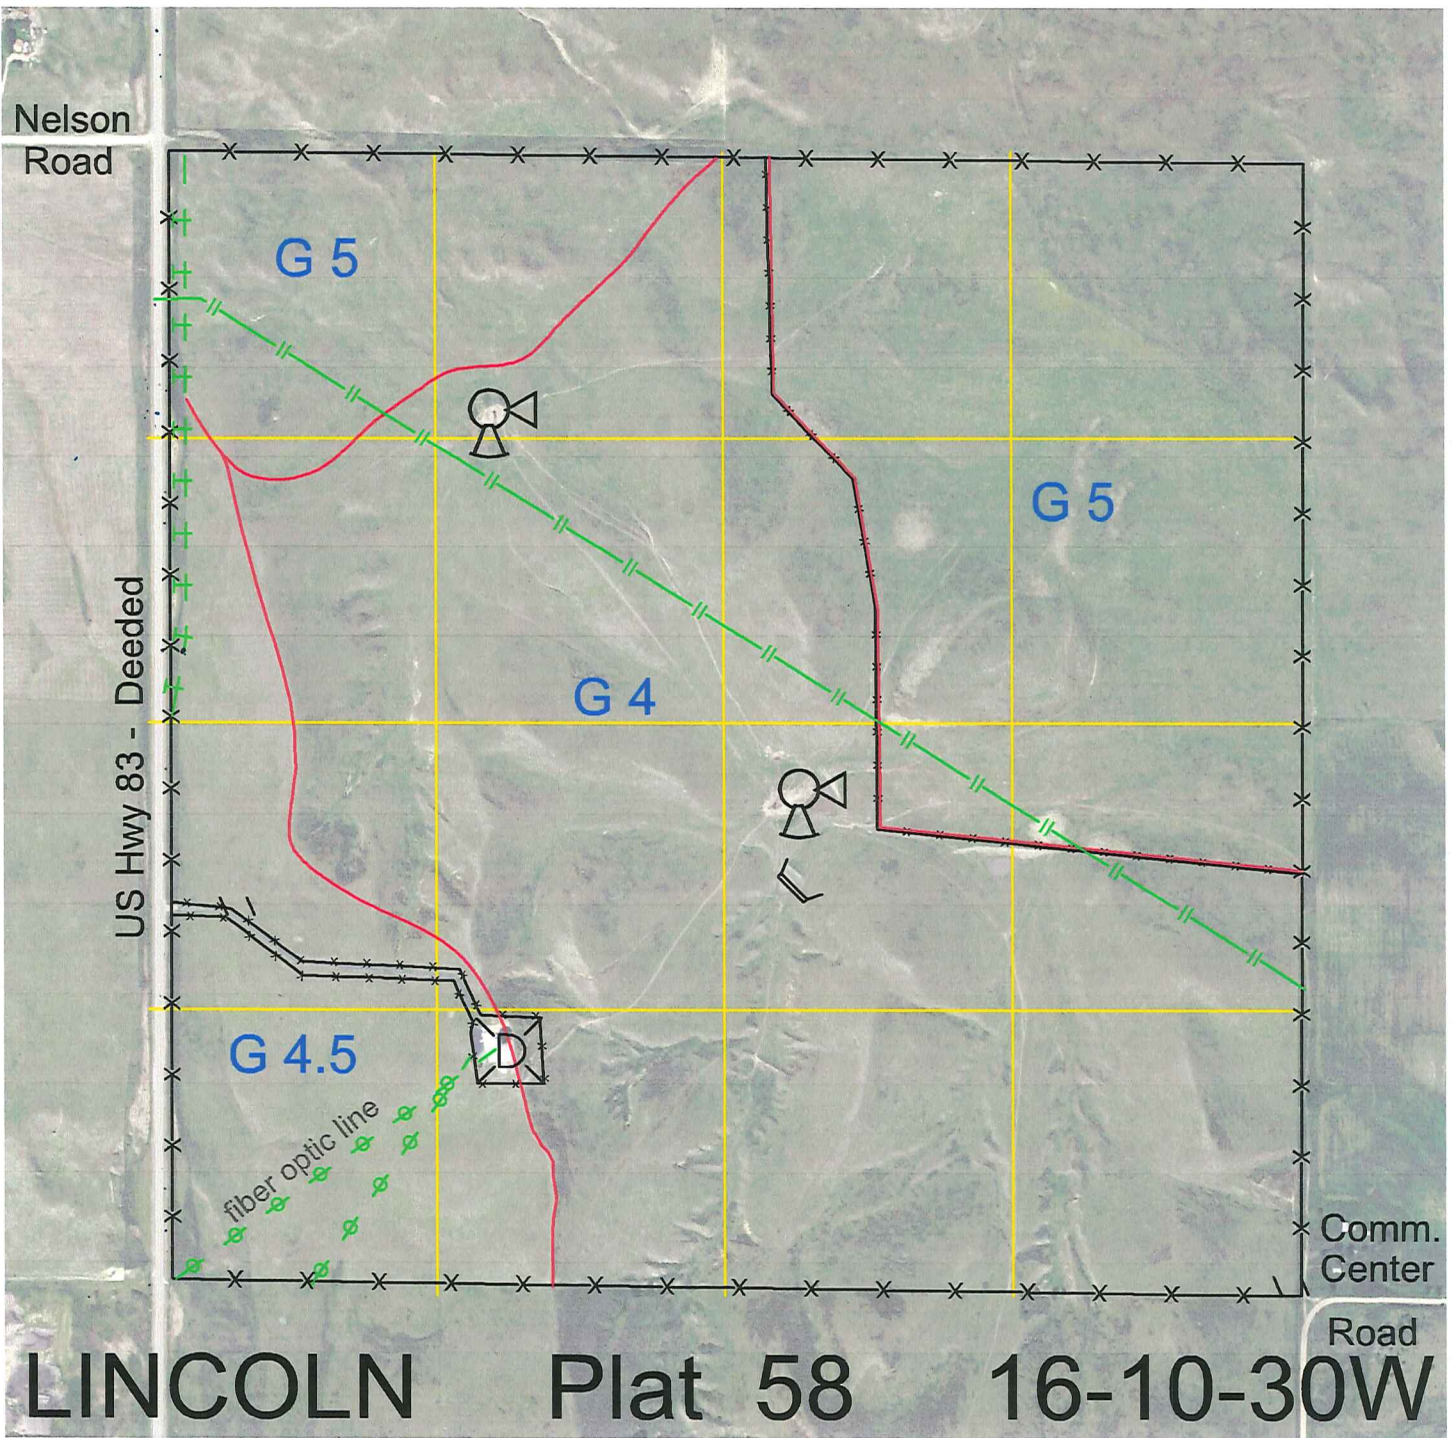 Nelson
Road
G 5
G 5
US Hwy 83 - Deeded
G 4
G 4.5
D
fiber optic line
Comm.
Center
Road
LINCOLN Plat 58 16-10-30W